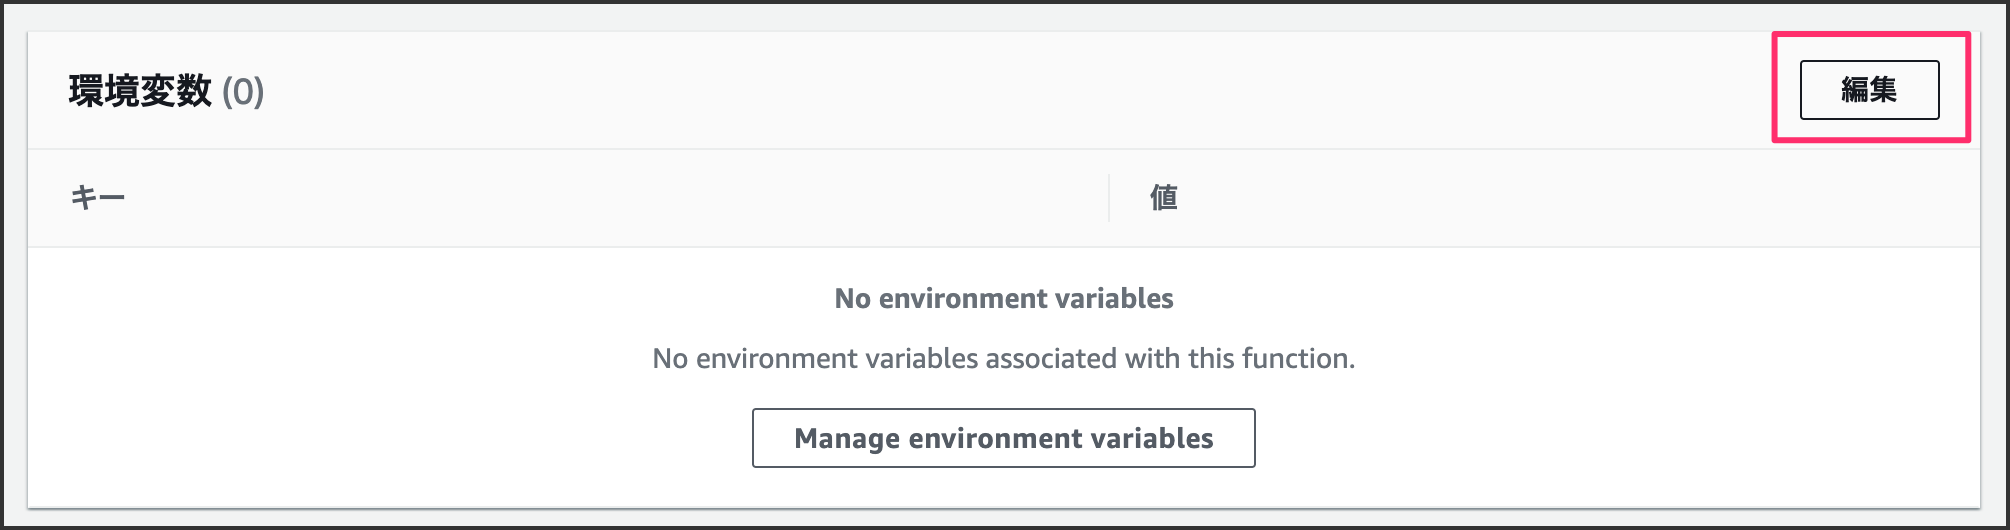 環境変数 (0)
編集
キー
値
No environment variables
No environment variables associated with this function.
Manage environment variables